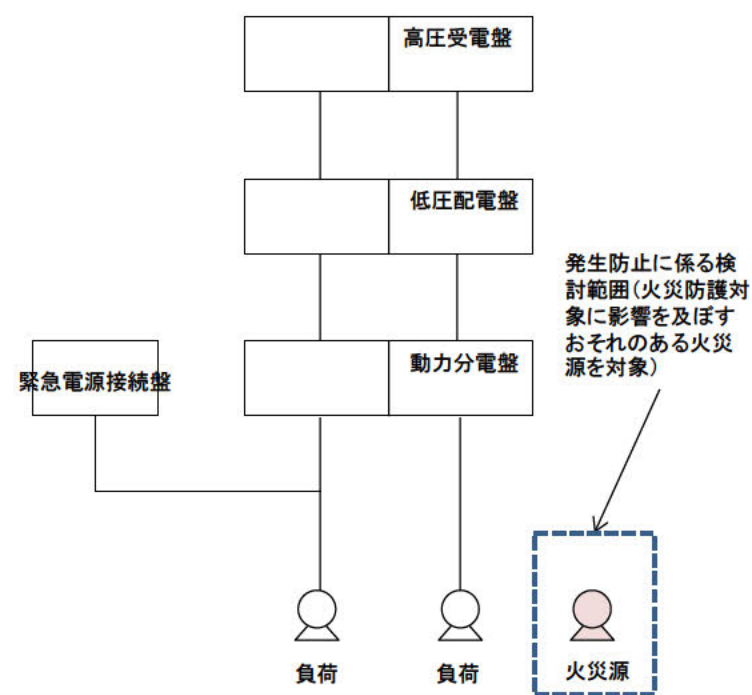 高圧受電盤
低圧配電盤
発生防止に係る検
討範囲(火災防護対
象に影響を及ぼす
おそれのある火災
源を対象)
緊急電源接続盤
動力分電盤
負荷
負荷
火災源